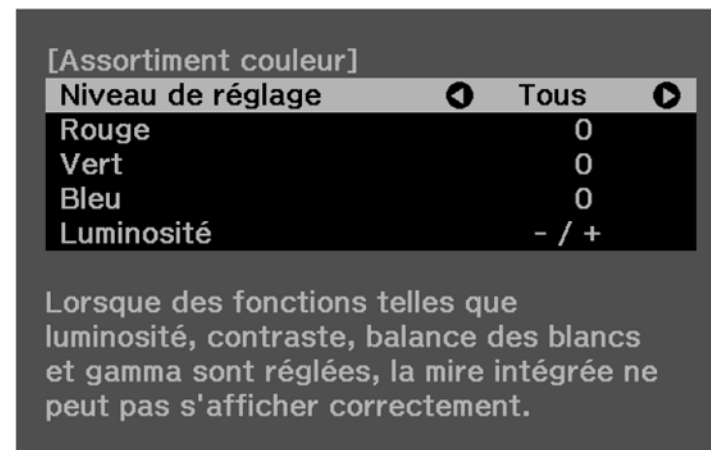 [Assortiment couleur]
Niveau de réglage Tous
Rouge 0
Vert 0
Bleu 0
Luminosité - / +
Lorsque des fonctions telles que
luminosité, contraste, balance des blancs
et gamma sont réglées, la mire intégrée ne
peut pas s'afficher correctement.